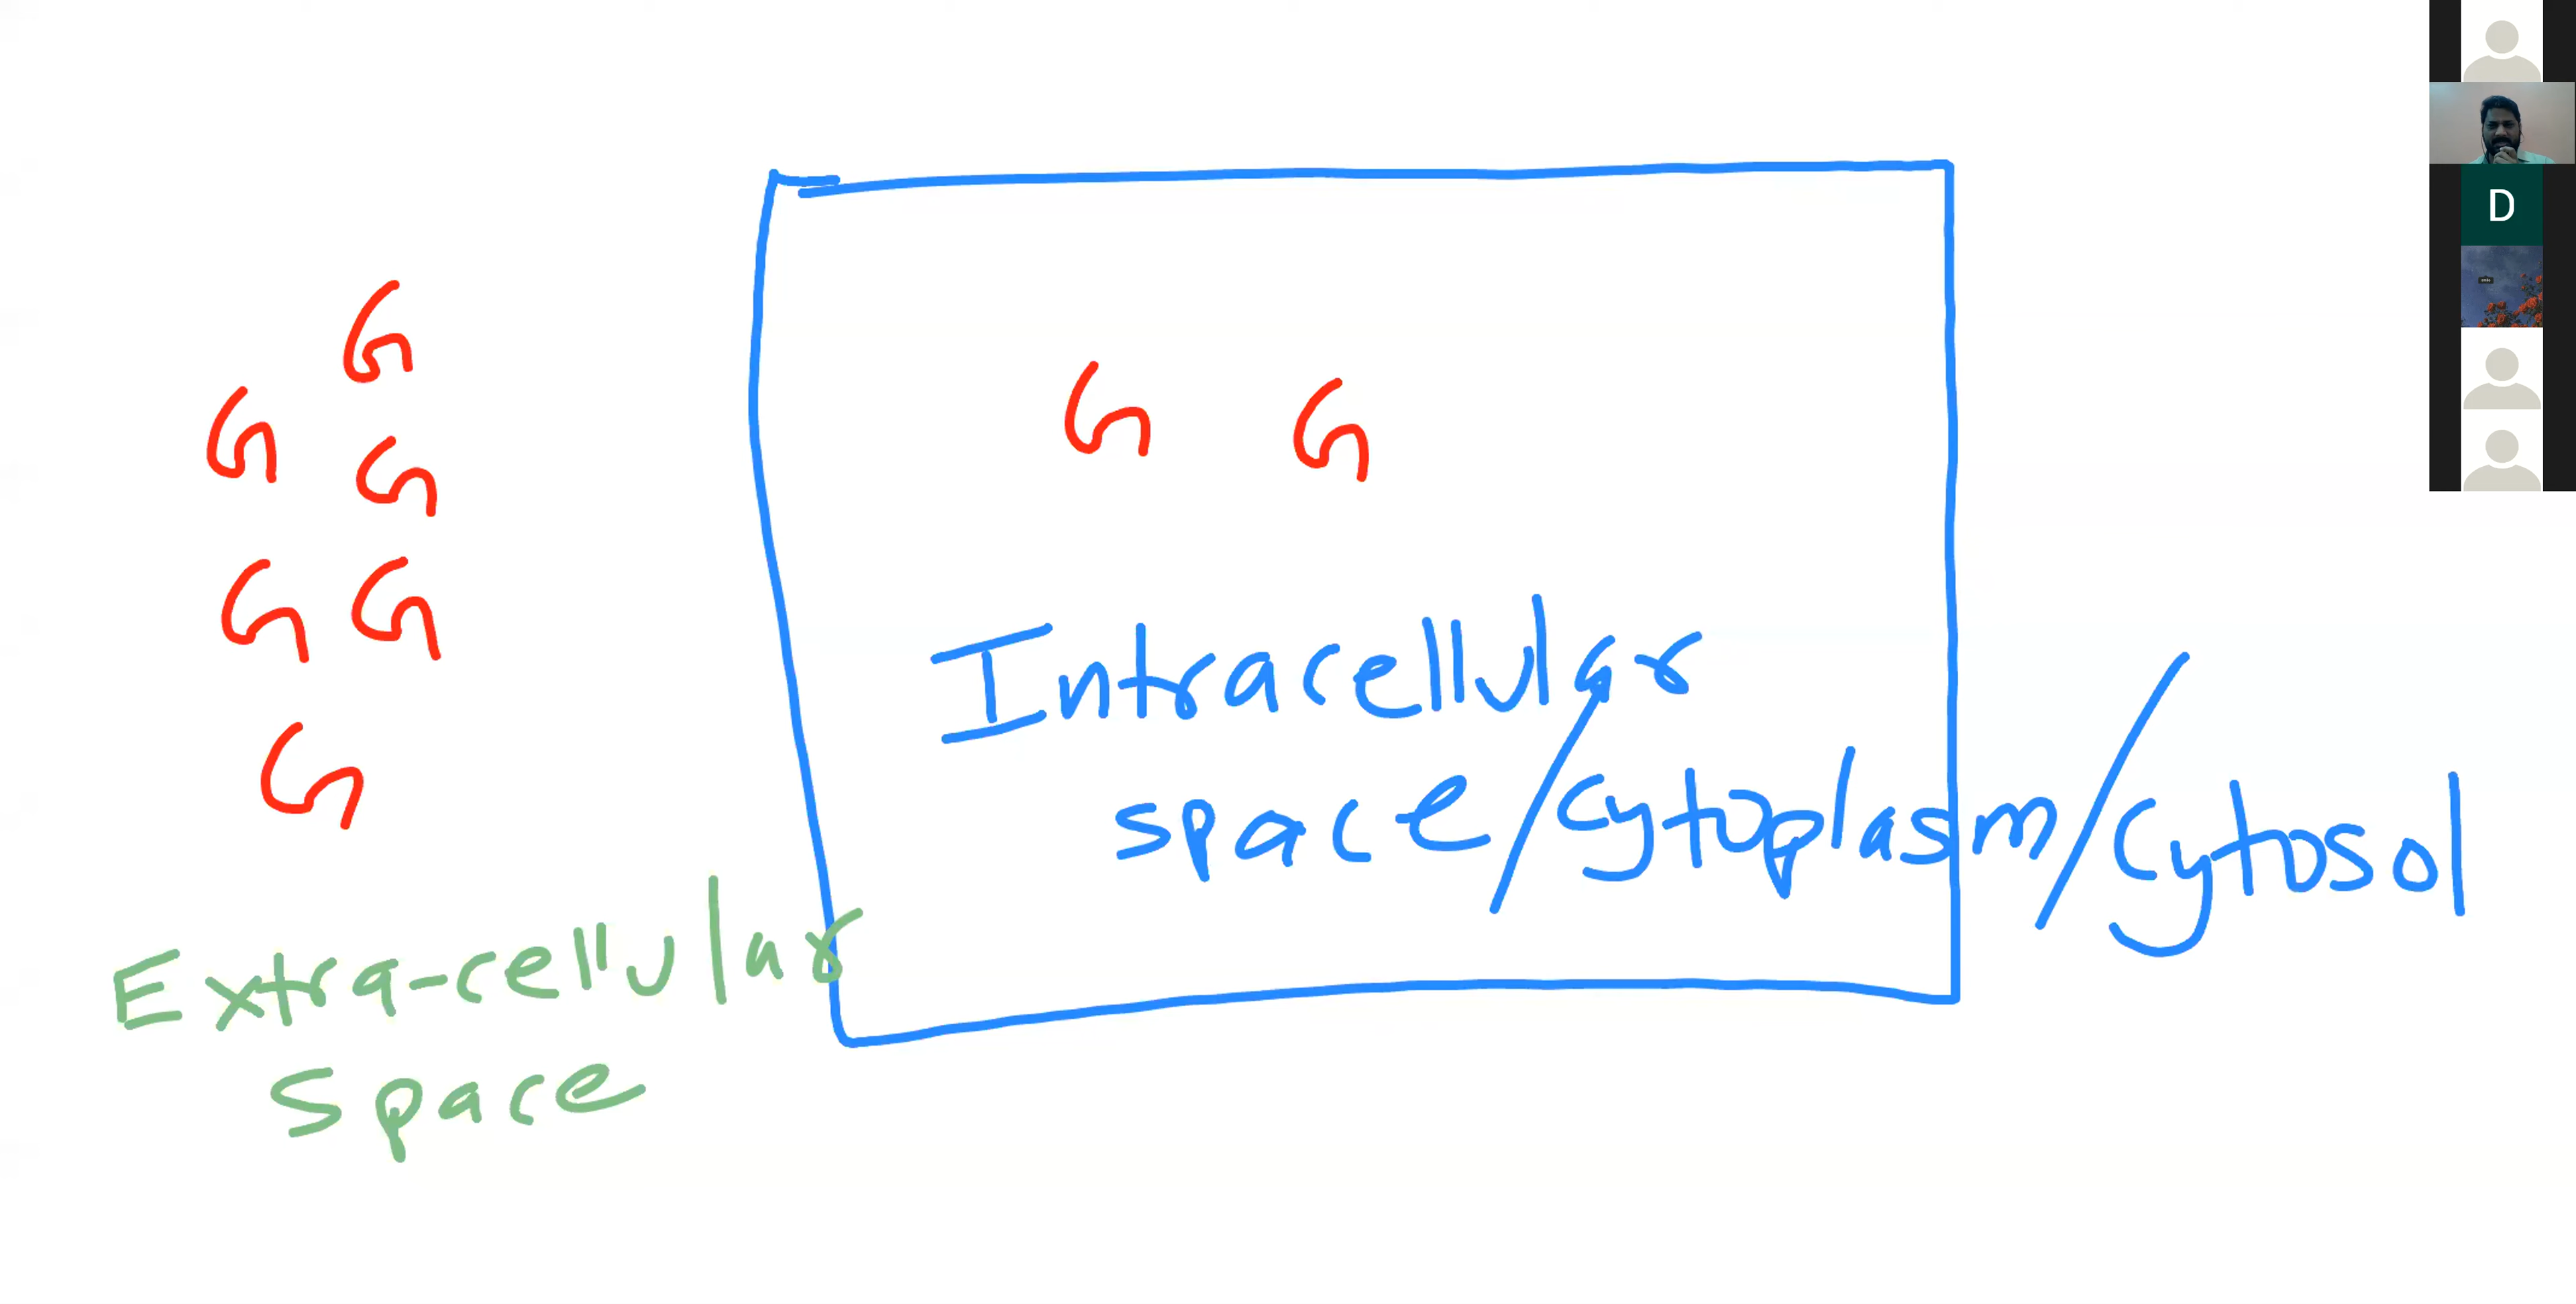 G
G
G
G G
G
G G
Intracellular
space/cytoplasm/cytosol
Extra-cellular
space
D